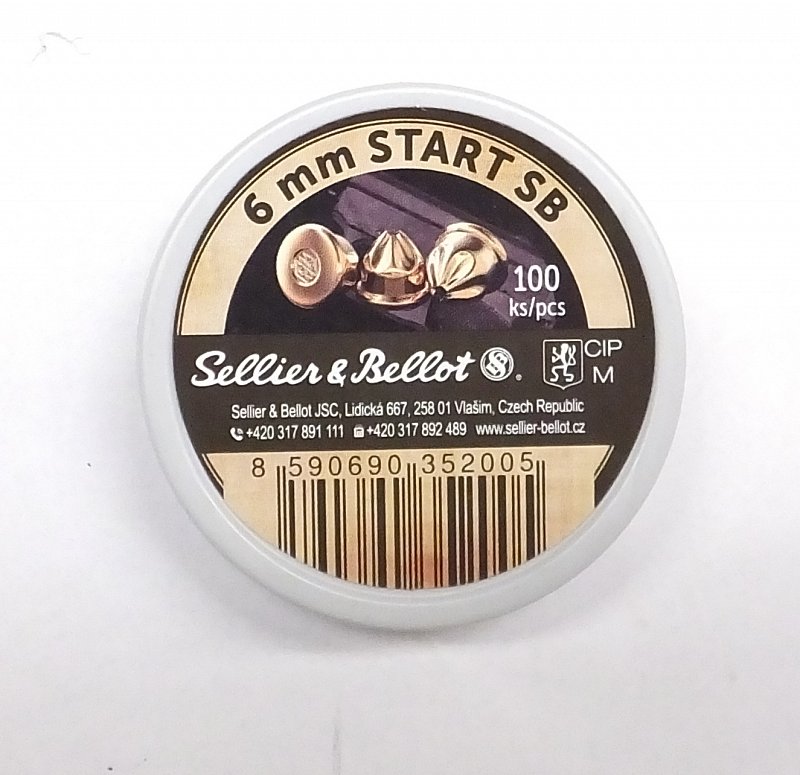 6 mm START SB
100
ks/pcs
Sellier & Bellot ®
CIP
M
Sellier & Bellot JSC, Lidická 667, 258 01 Vlašim, Czech Republic
+420 317 891 111 +420 317 892 489 www.sellier-bellot.cz
8 590690 352005